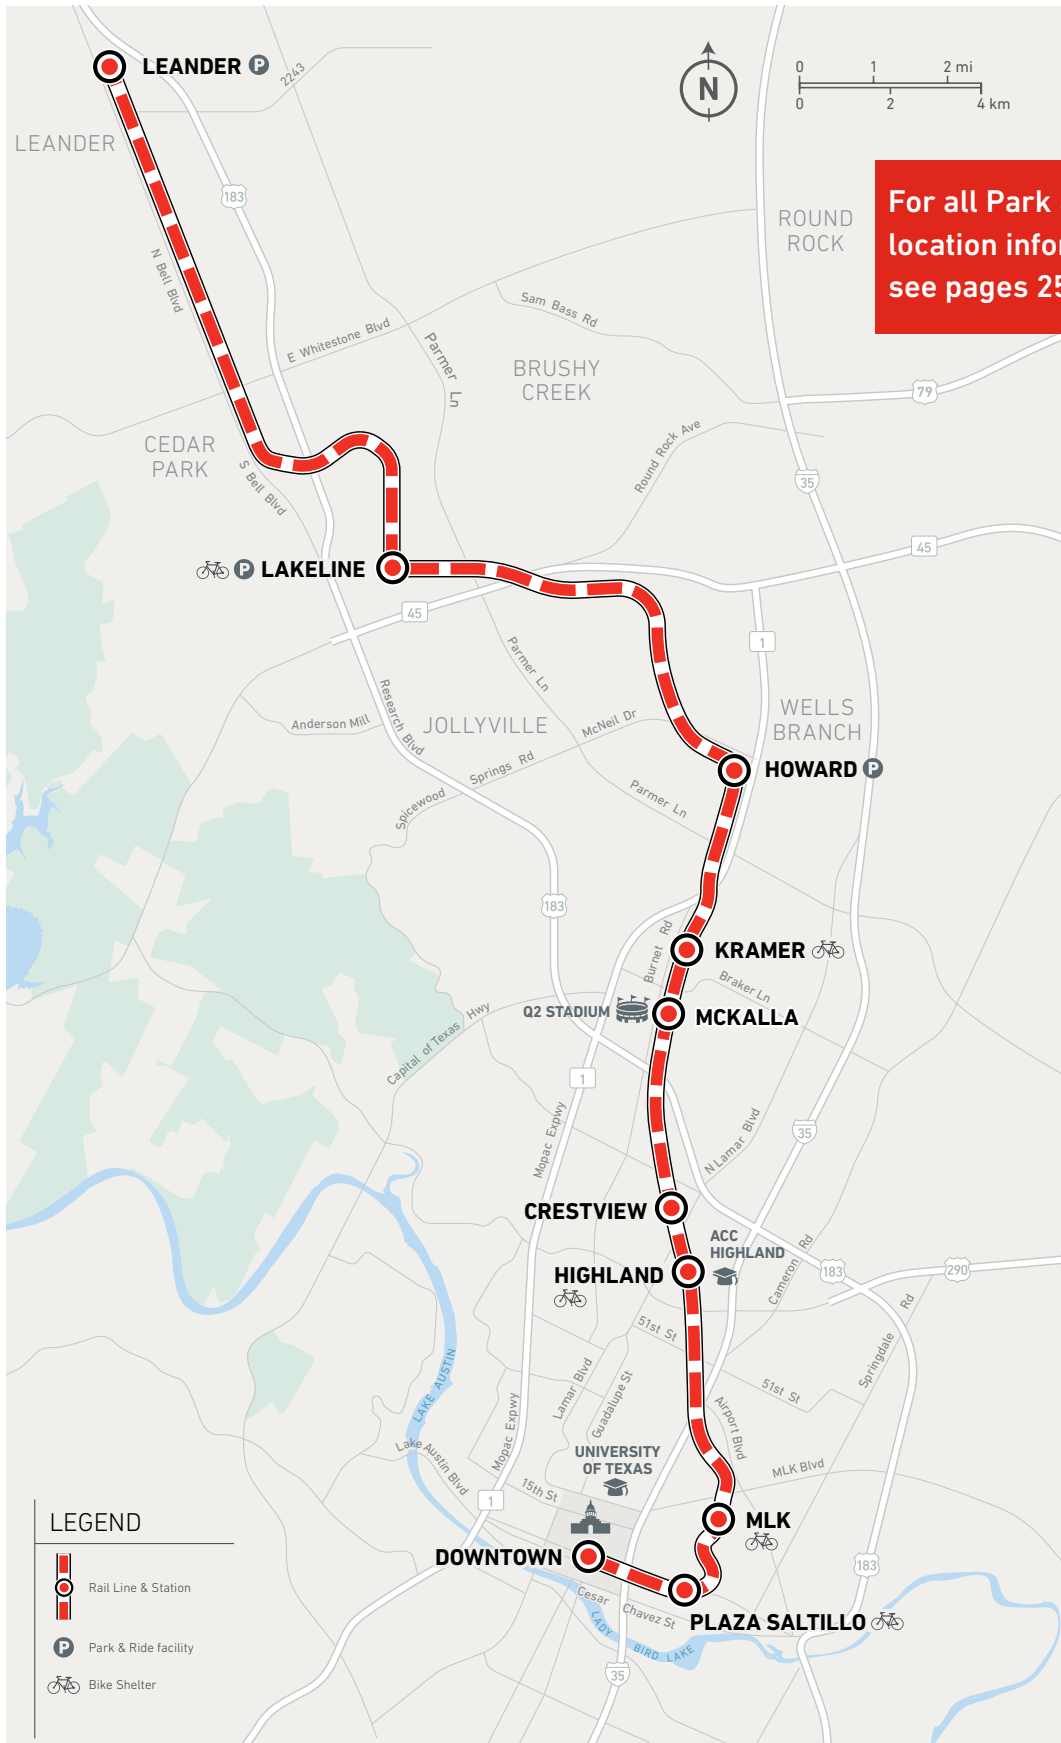 LEANDER P
2243
N
0 1 2 mi
0 2 4 km
LEANDER
183
ROUND
ROCK
For all Park
location infor
see pages 25
N Bell Blvd
Sam Bass Rd
E Whitestone Blvd
Parmer Ln
BRUSHY
CREEK
79
CEDAR
PARK
S Bell Blvd
Round Rock Ave
35
45
P LAKELINE
45
1
Parmer Ln
Research Blvd
Anderson Mill
JOLLYVILLE
McNeil Dr
WELLS
BRANCH
HOWARD P
Springs Rd
Spicewood
Parmer Ln
183
Burnet Rd
KRAMER
Braker Ln
Q2 STADIUM
MCKALLA
Capital of Texas Hwy
1
Mopac Expwy
N Lamar Blvd
35
CRESTVIEW
ACC
HIGHLAND
HIGHLAND
Cameron Rd
183
290
51st St
Springdale Rd
LAKE AUSTIN
Lamar Blvd
Guadalupe St
51st St
Mopac Expwy
Airport Blvd
Lake Austin Blvd
UNIVERSITY
OF TEXAS
MLK Blvd
15th St
1
MLK
DOWNTOWN
183
Cesar Chavez St
PLAZA SALTILLO
LADY BIRD LAKE
35
LEGEND
Rail Line & Station
P Park & Ride facility
Bike Shelter